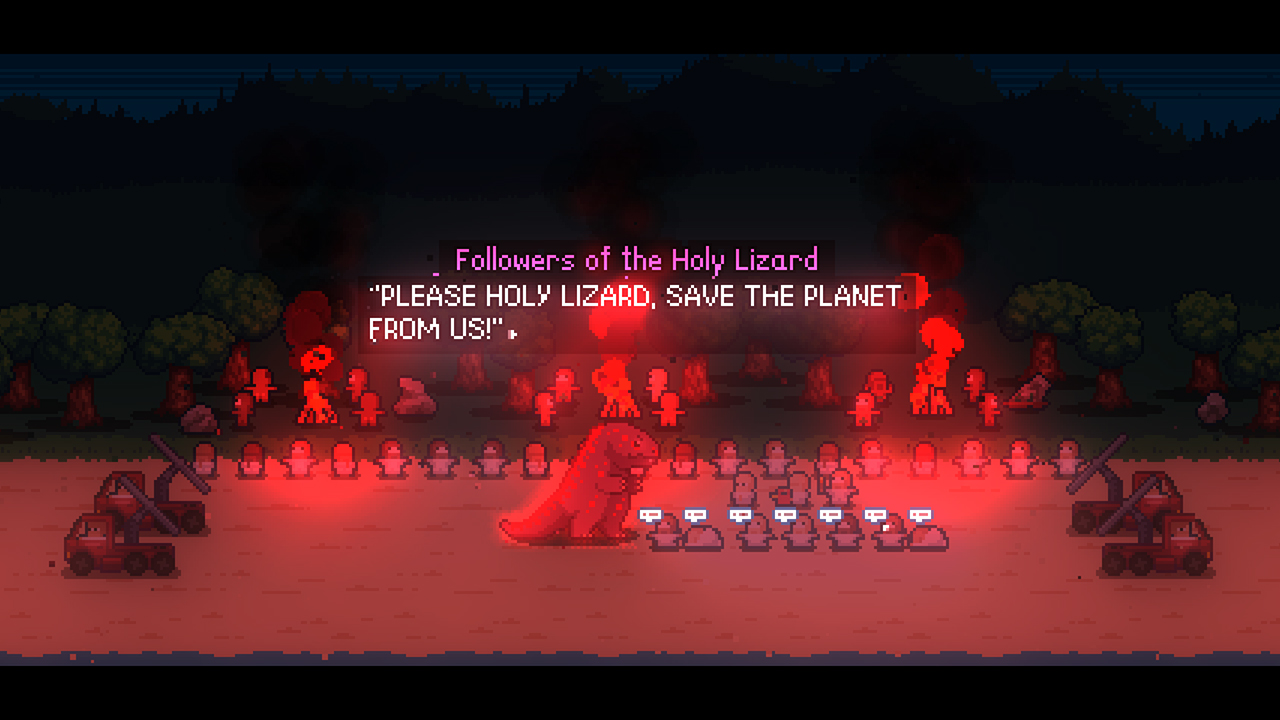 Followers of the Holy Lizard
"PLEASE HOLY LIZARD, SAVE THE PLANET
FROM US!"